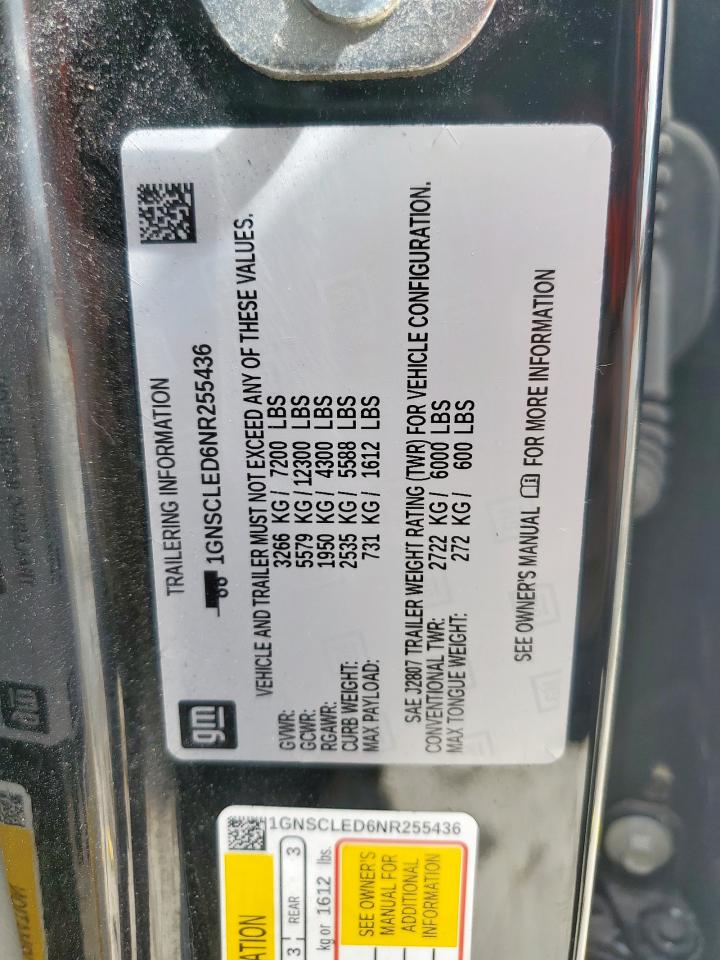 TRAILERING INFORMATION
1GNSCLED6NR255436
gm
VEHICLE AND TRAILER MUST NOT EXCEED ANY OF THESE VALUES.
GVWR: 3266 KG / 7200 LBS
GCWR: 5579 KG / 12300 LBS
RGAWR: 1950 KG / 4300 LBS
CURB WEIGHT: 2535 KG / 5588 LBS
MAX PAYLOAD: 731 KG / 1612 LBS
SAE J2807 TRAILER WEIGHT RATING (TWR) FOR VEHICLE CONFIGURATION.
CONVENTIONAL TWR: 2722 KG / 6000 LBS
MAX TONGUE WEIGHT: 272 KG / 600 LBS
SEE OWNER'S MANUAL FOR MORE INFORMATION
1GNSCLED6NR255436
ATION
3 REAR 3
kg or 1612 lbs.
SEE OWNER'S
MANUAL FOR
ADDITIONAL
INFORMATION